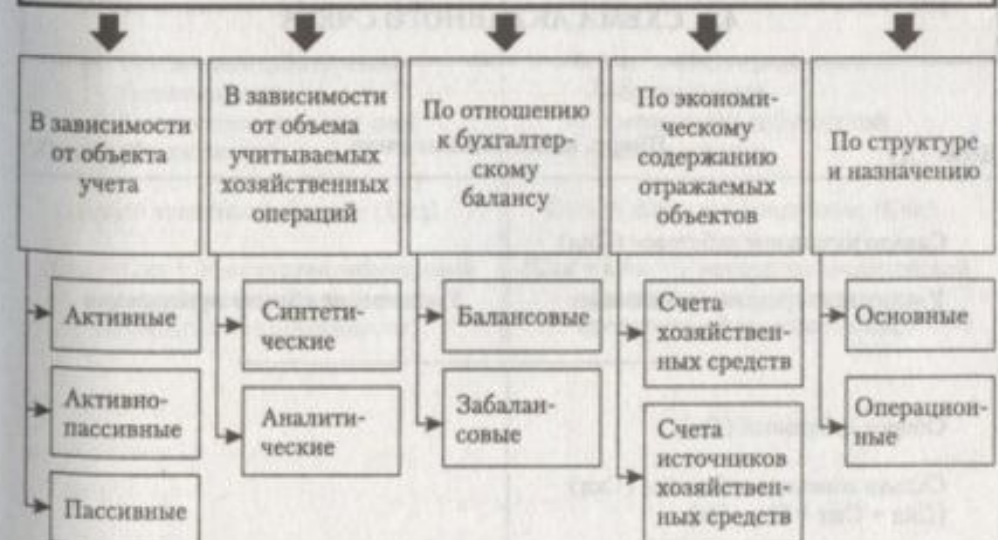 В зависимости
от объекта
учета
В зависимости
от объема
учитываемых
хозяйственных
операций
По отношению
к бухгалтер-
скому
балансу
По экономи-
ческому
содержанию
отражаемых
объектов
По структуре
и назначению
Активные
Активно-
пассивные
Пассивные
Синтети-
ческие
Аналити-
ческие
Балансовые
Забалан-
совые
Счета
хозяйствен-
ных средств
Счета
источников
хозяйствен-
ных средств
Основные
Операцион-
ные